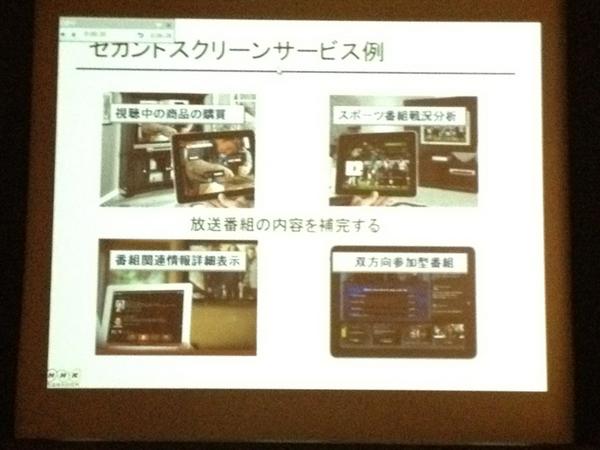 セカンドスクリーンサービス例
視聴中の商品の購買
スポーツ番組戦況分析
放送番組の内容を補完する
番組関連情報詳細表示
双方向参加型番組
NHK